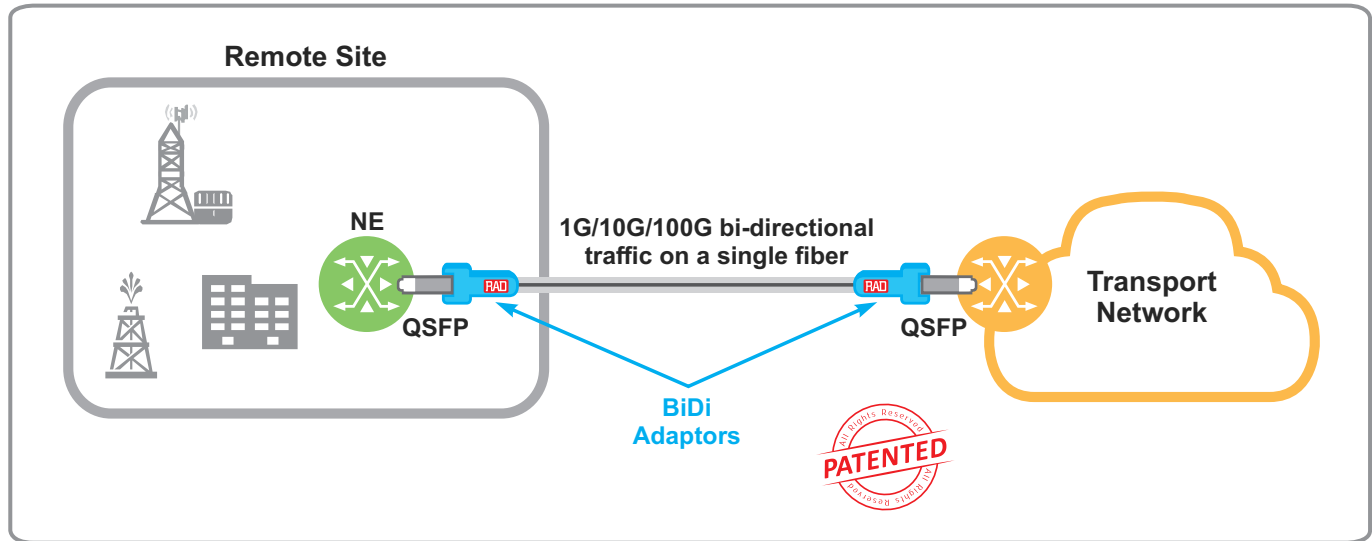 Remote Site
NE
QSFP
RAD
1G/10G/100G bi-directional
traffic on a single fiber
RAD
QSFP
Transport
Network
BiDi
Adaptors
All Rights Reserved
PATENTED
All Rights Reserved